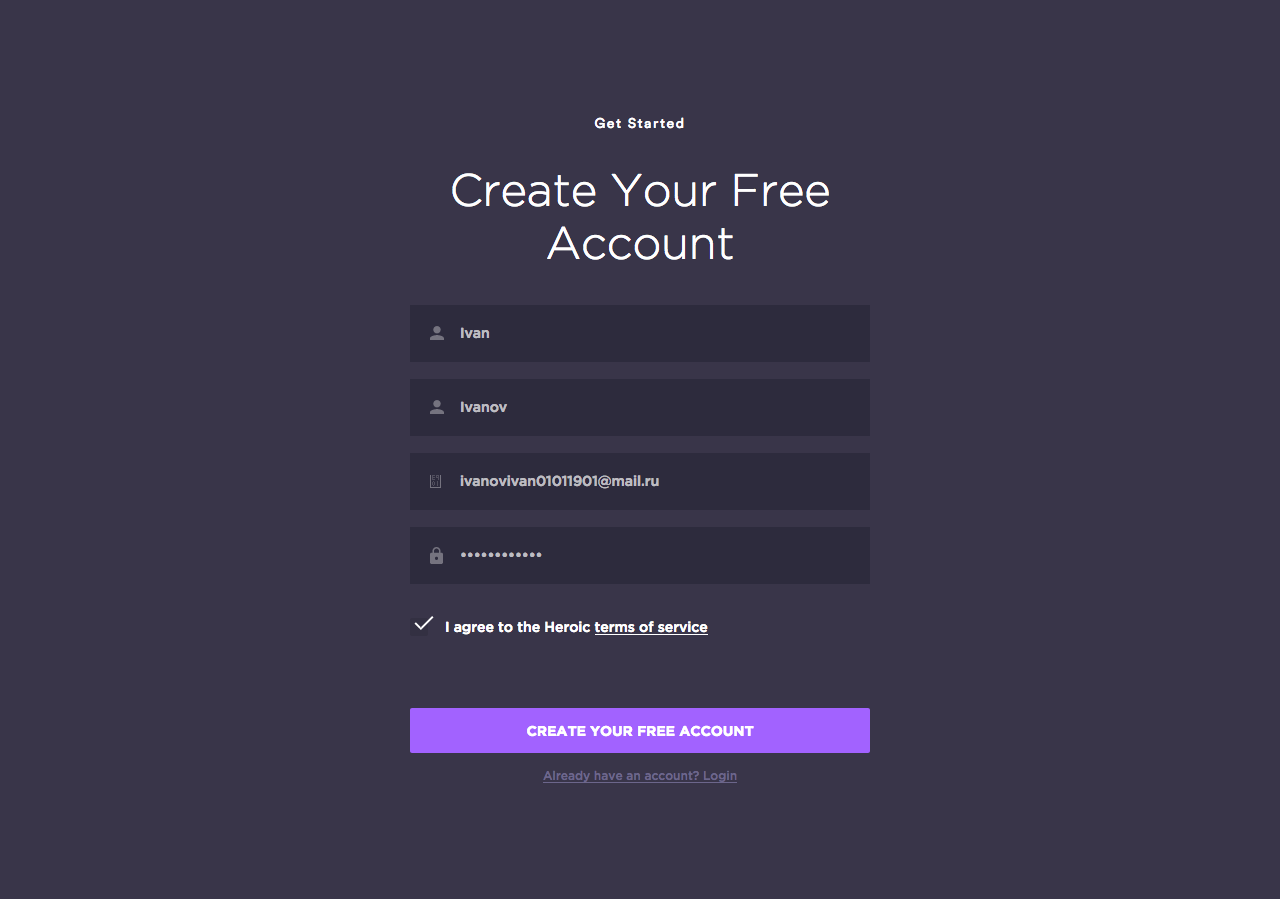 Get Started
Create Your Free
Account
Ivan
Ivanov
ivanovivan01011901@mail.ru
••••••••••••
I agree to the Heroic terms of service
CREATE YOUR FREE ACCOUNT
Already have an account? Login